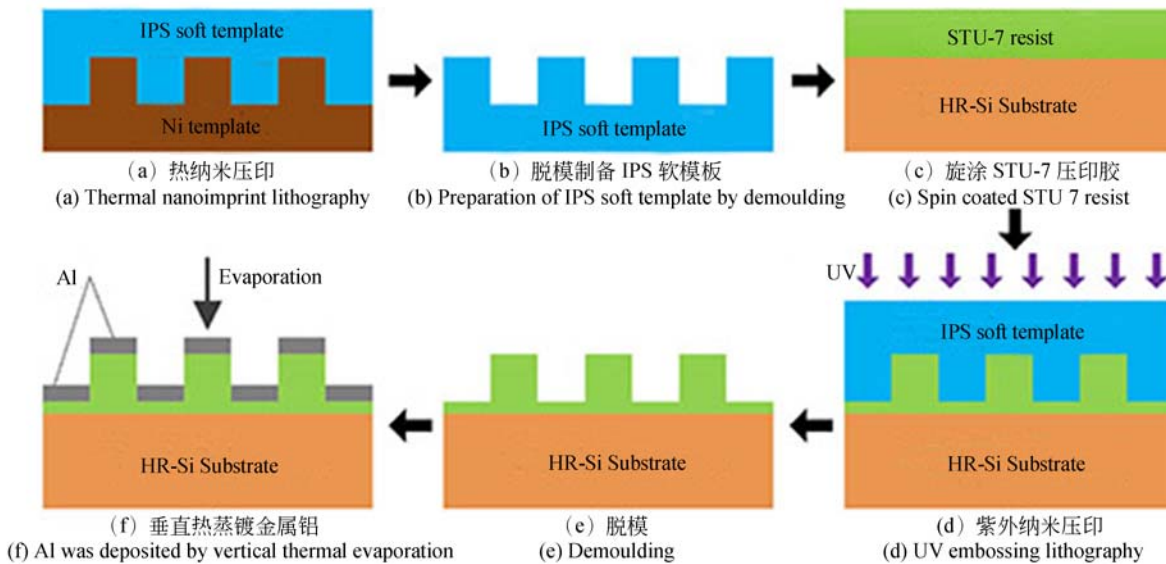 IPS soft template
Ni template
（a）热纳米压印
(a) Thermal nanoimprint lithography
IPS soft template
（b）脱模制备 IPS 软模板
(b) Preparation of IPS soft template by demoulding
STU-7 resist
HR-Si Substrate
（c）旋涂 STU-7 压印胶
(c) Spin coated STU 7 resist
UV
IPS soft template
HR-Si Substrate
（d）紫外纳米压印
(d) UV embossing lithography
HR-Si Substrate
（e）脱模
(e) Demoulding
Al
Evaporation
HR-Si Substrate
（f）垂直热蒸镀金属铝
(f) Al was deposited by vertical thermal evaporation